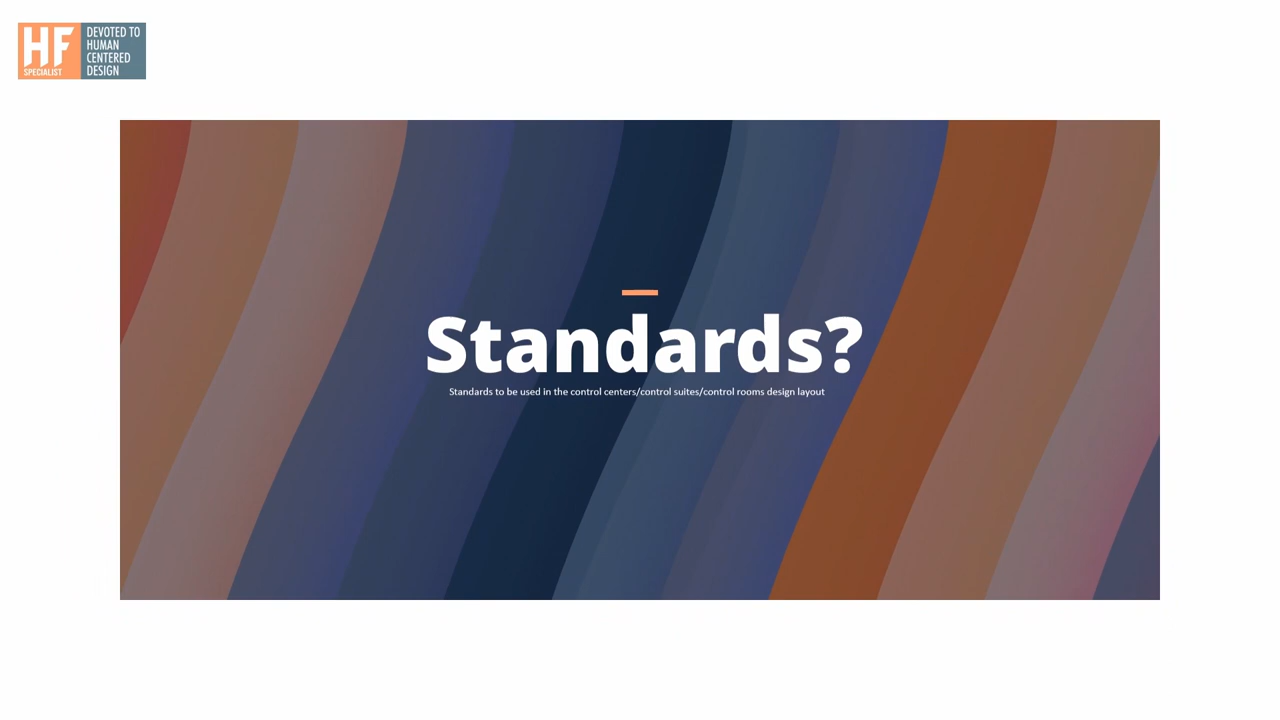 HF
SPECIALIST
DEVOTED TO
HUMAN
CENTERED
DESIGN
Standards?
Standards to be used in the control centers/control suites/control rooms design layout